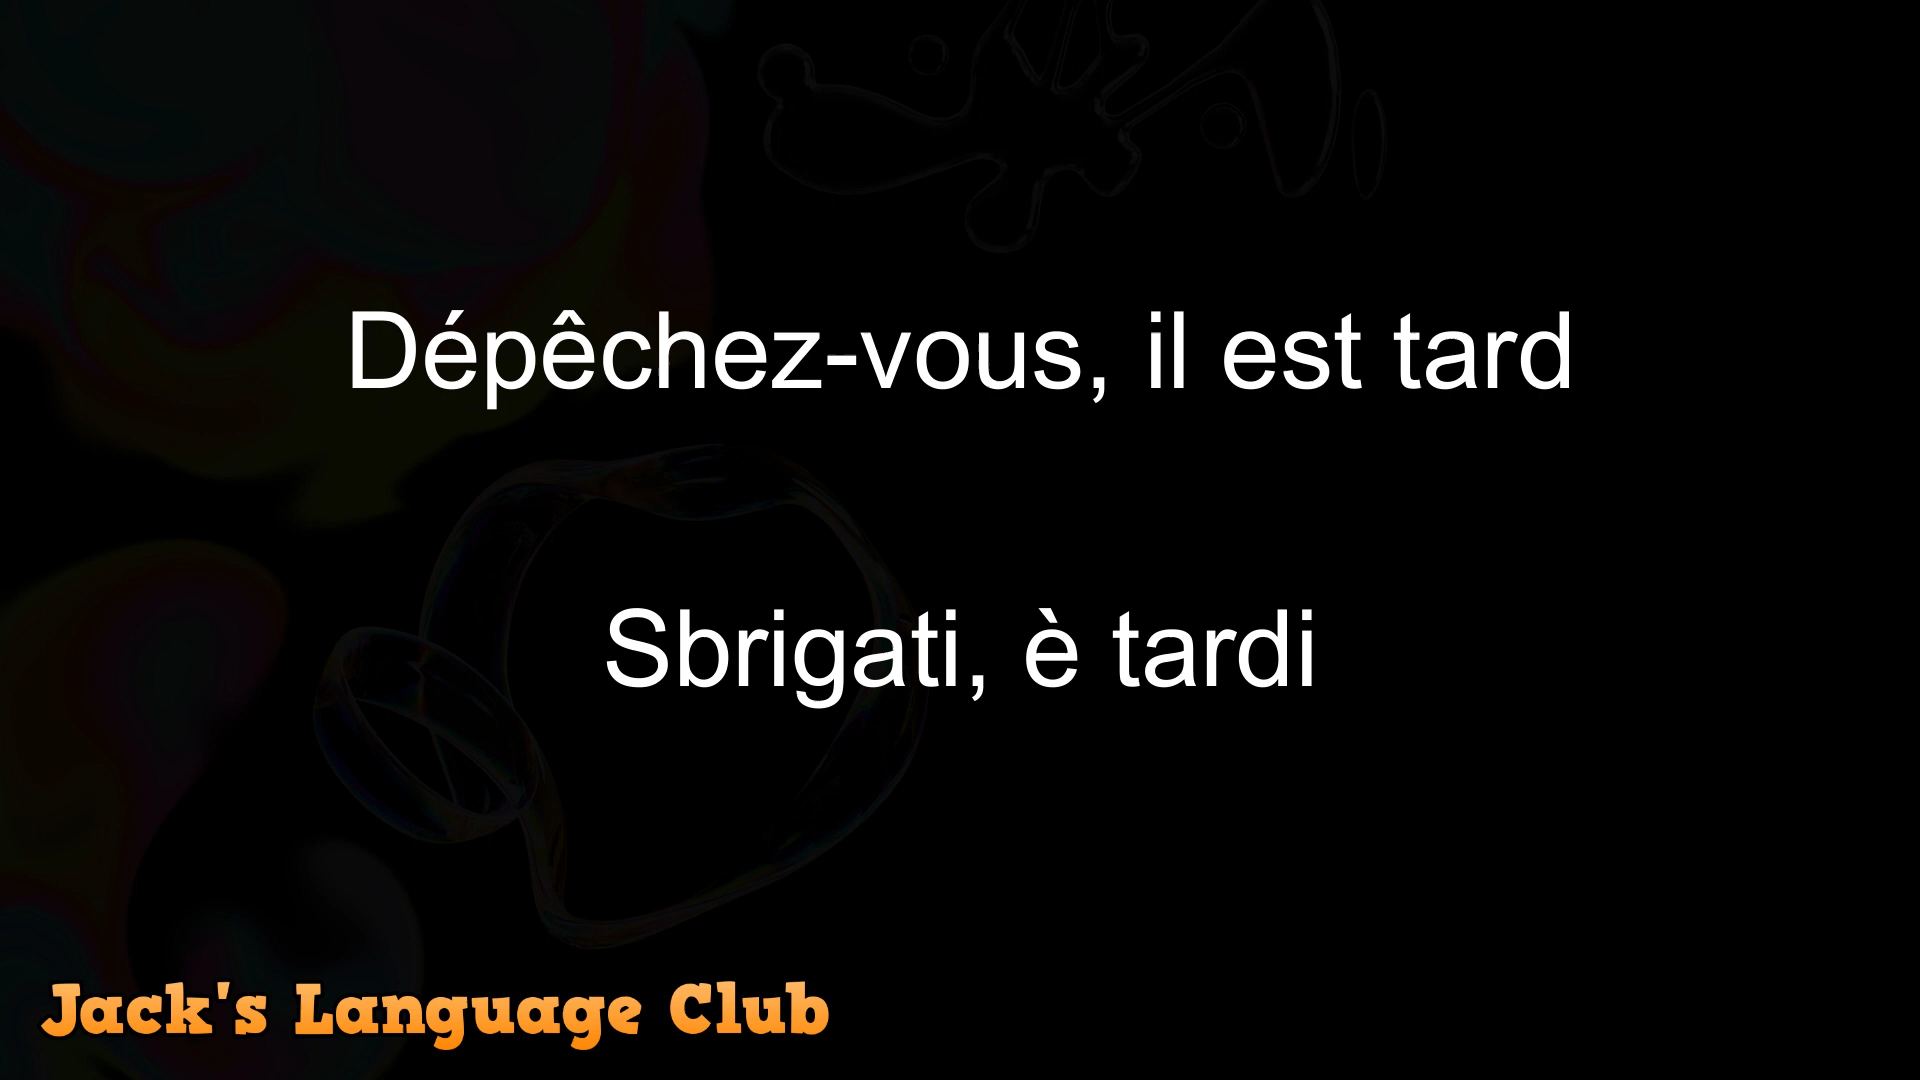 Dépêchez-vous, il est tard
Sbrigati, è tardi
Jack's Language Club